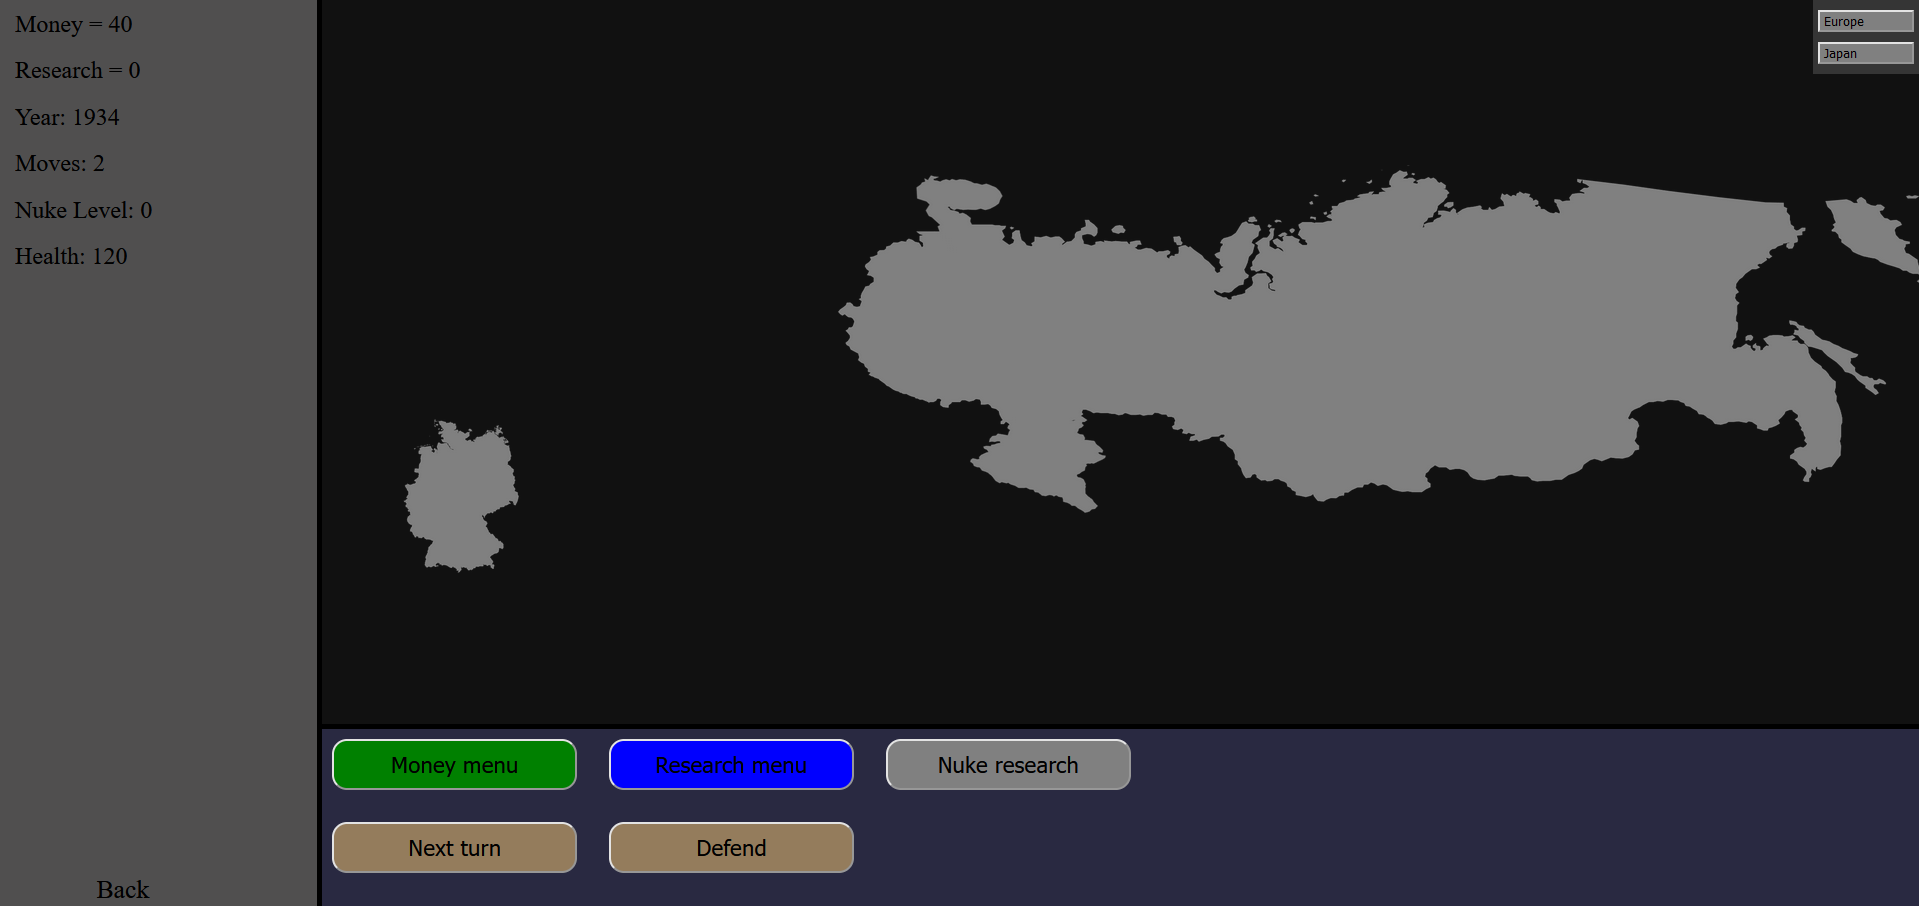 Money = 40
Research = 0
Year: 1934
Moves: 2
Nuke Level: 0
Health: 120
Back
Europe
Japan
Money menu
Research menu
Nuke research
Next turn
Defend